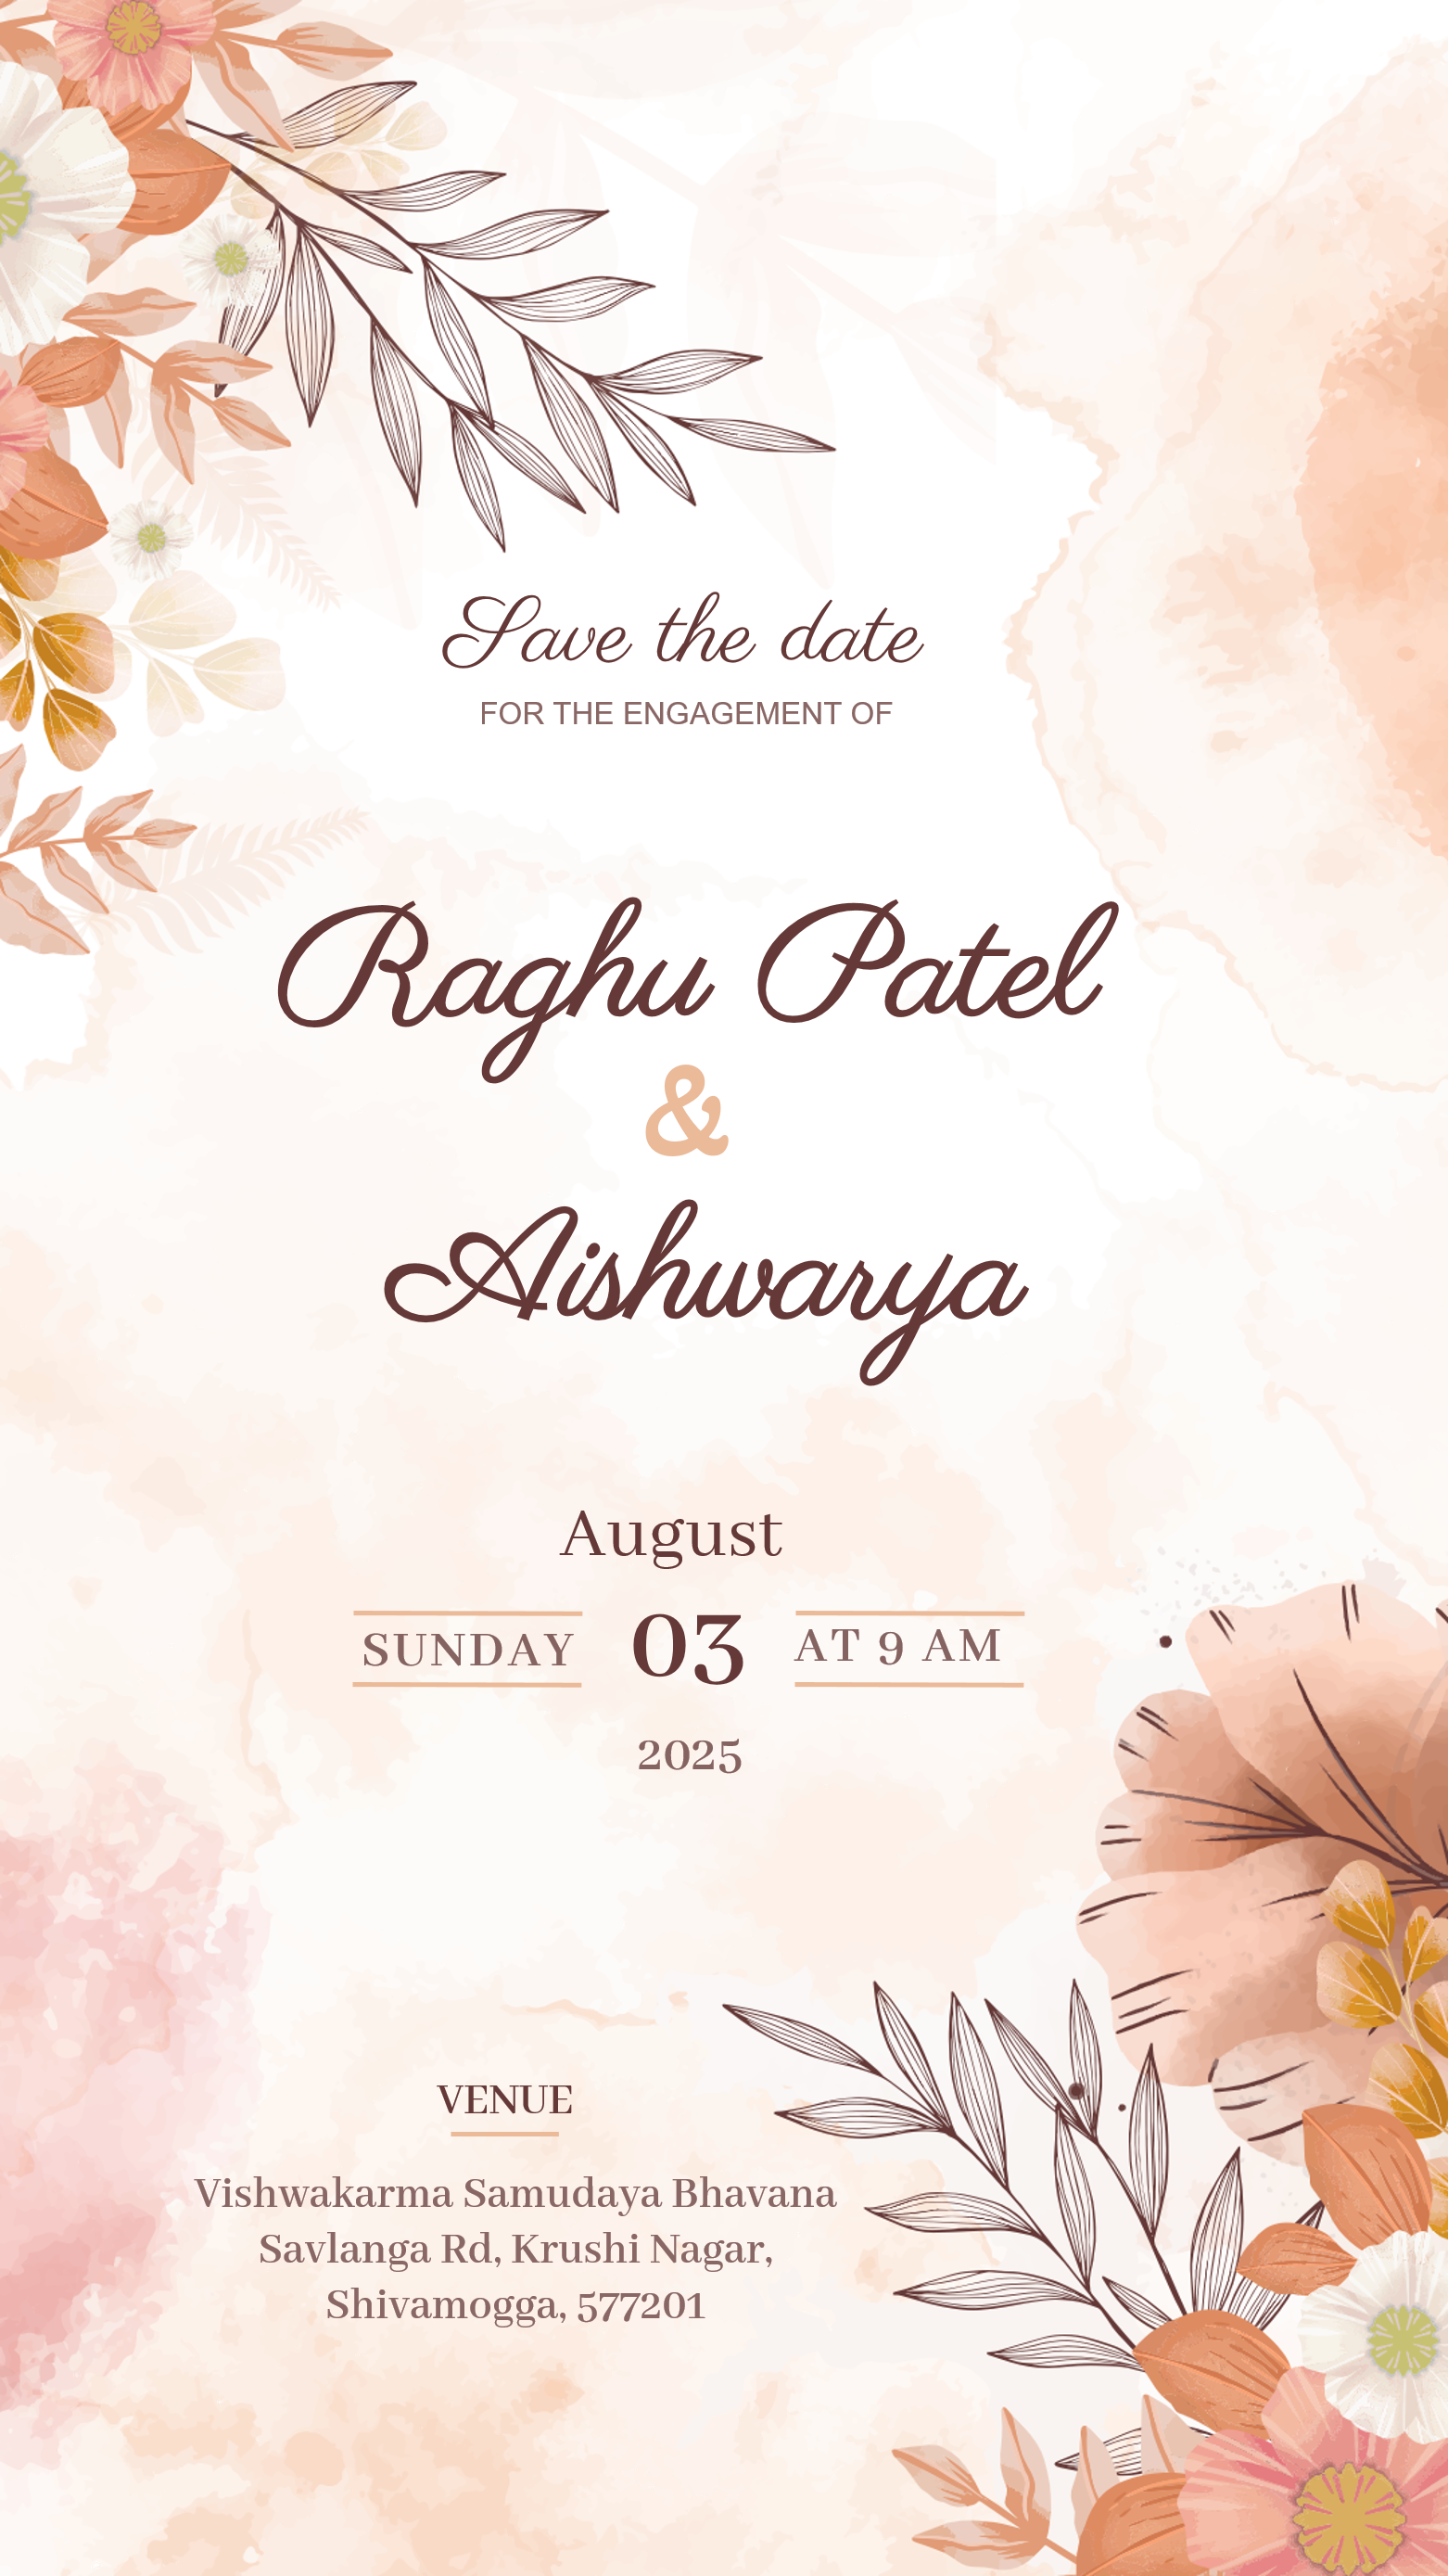 Save the date
FOR THE ENGAGEMENT OF
Raghu Patel
&
Aishwarya
August
SUNDAY 03 AT 9 AM
2025
VENUE
Vishwakarma Samudaya Bhavana
Savlanga Rd, Krushi Nagar,
Shivamogga, 577201